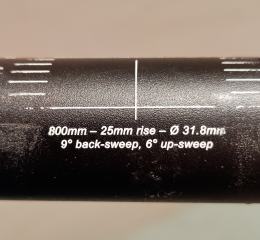 800mm – 25mm rise – Ø 31.8mm
9° back-sweep, 6° up-sweep